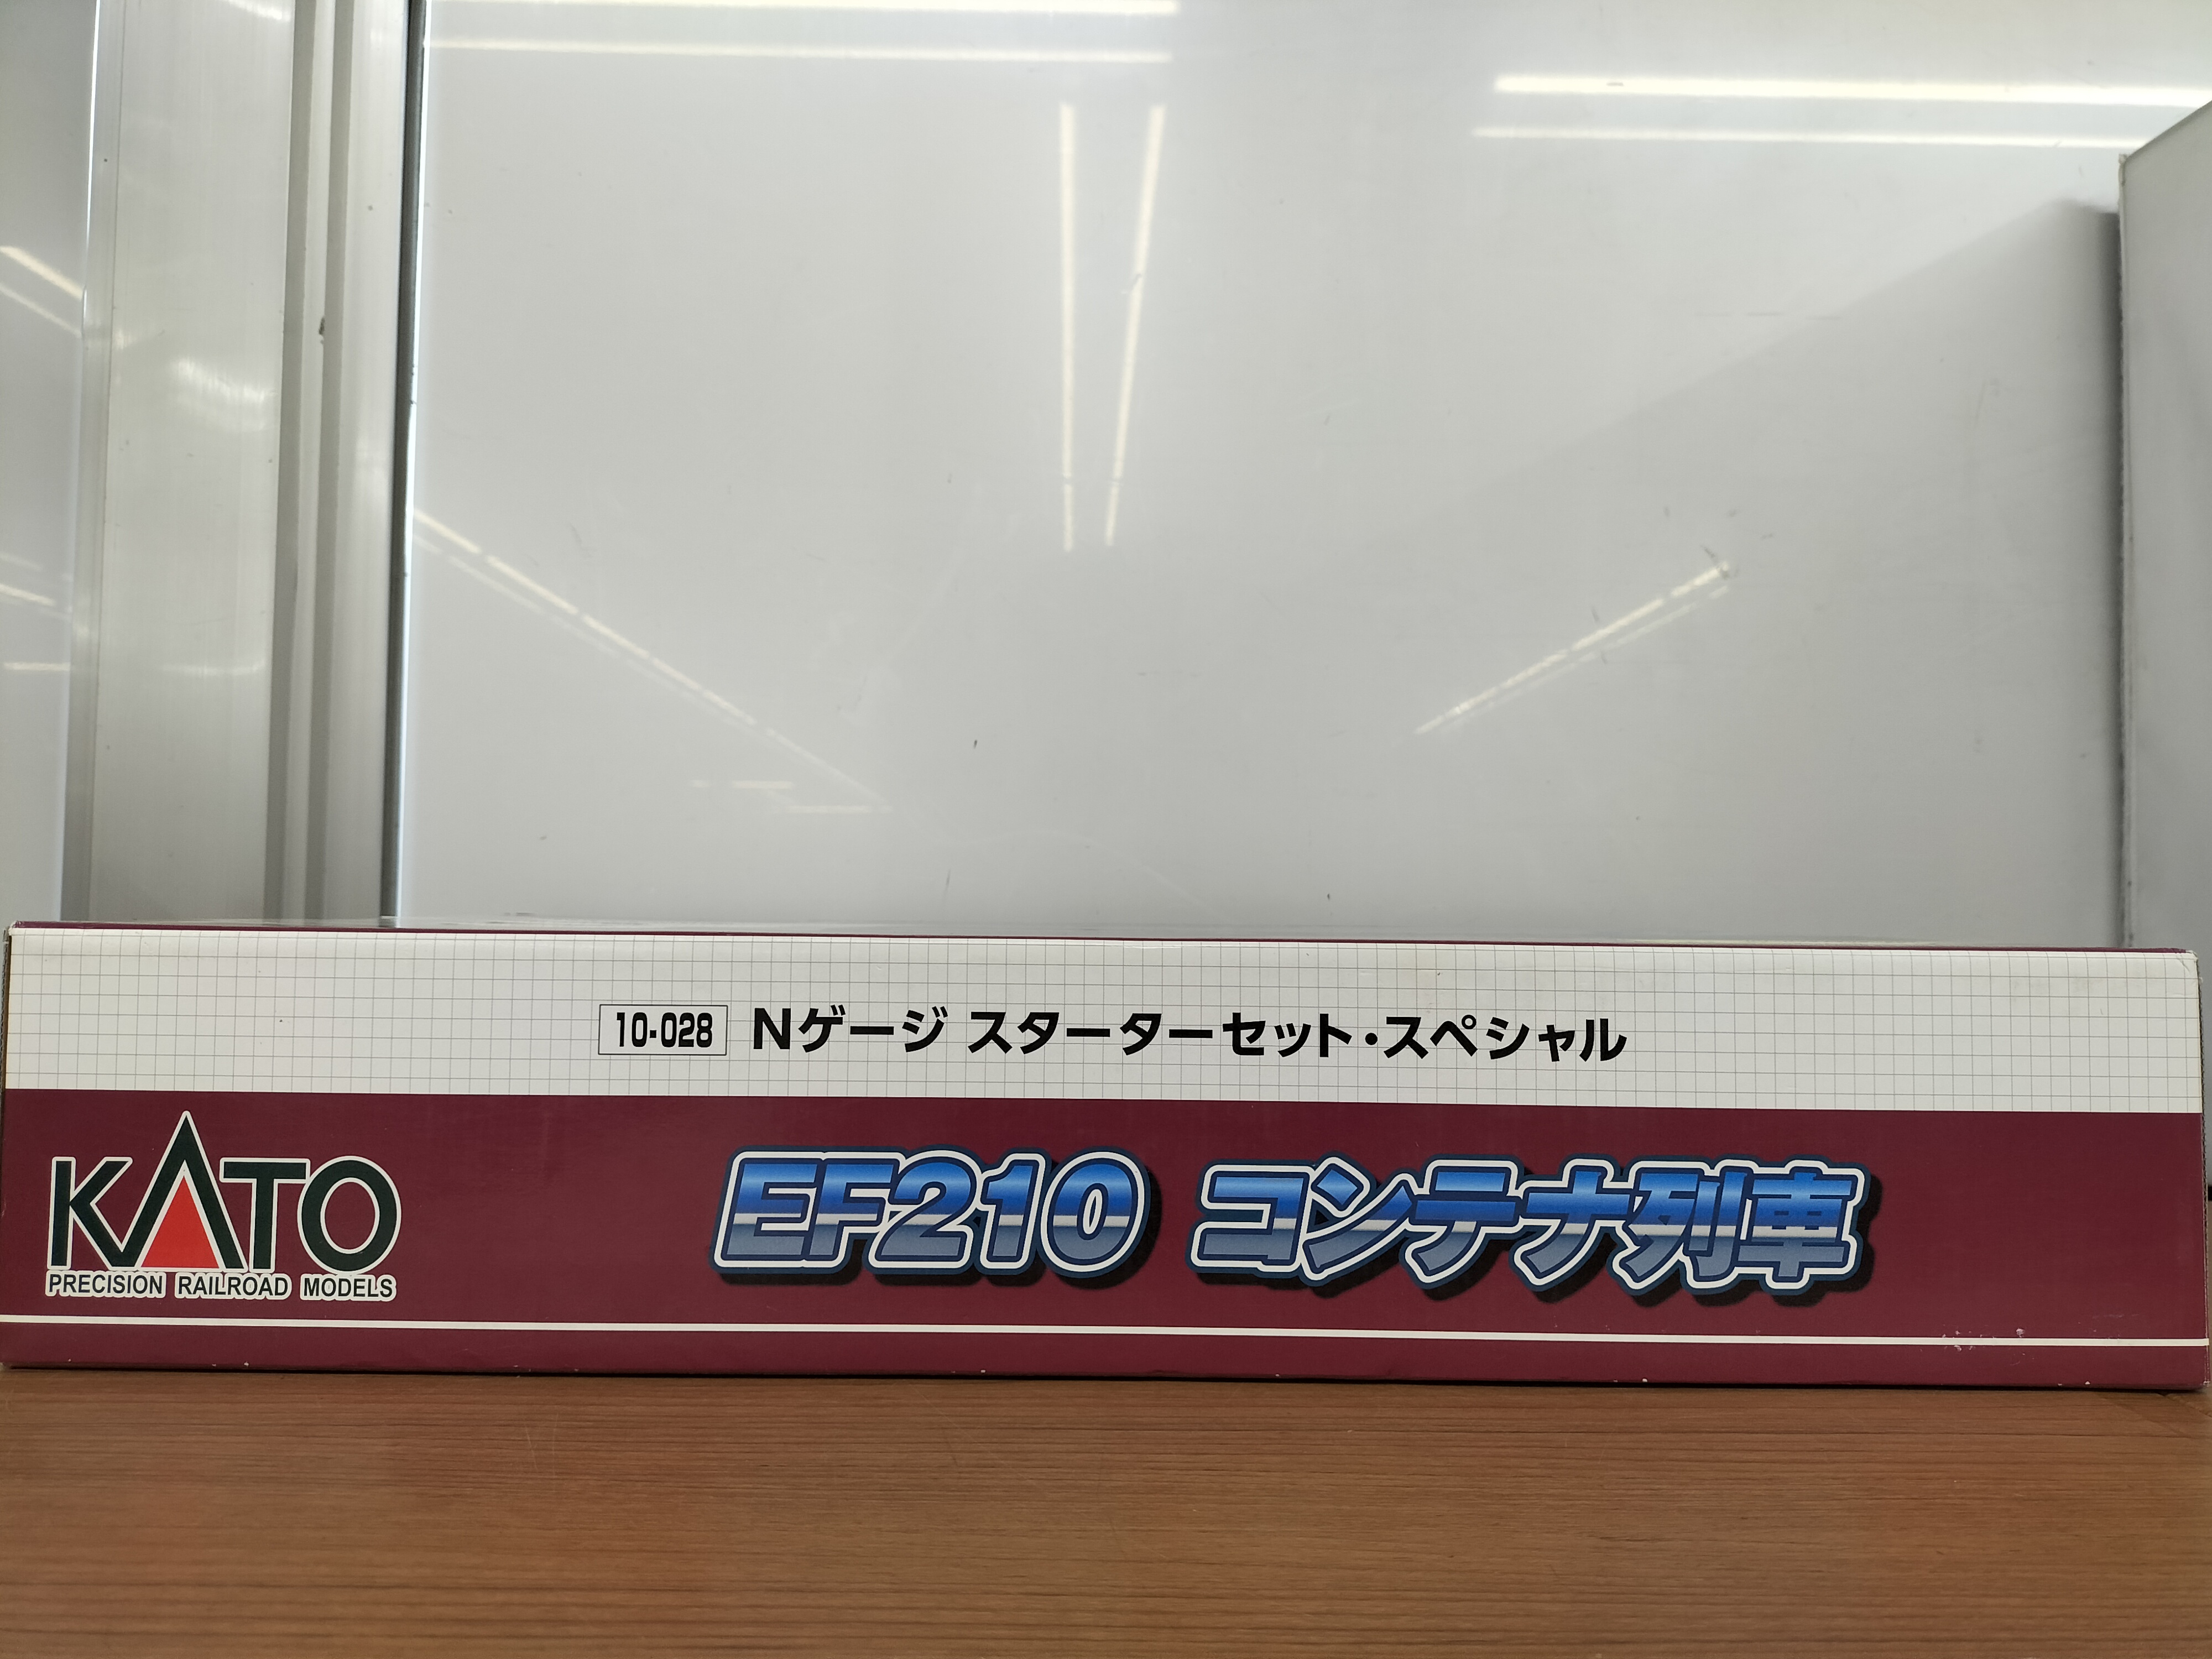 10-028 Nゲージ スターターセット・スペシャル
KATO
PRECISION RAILROAD MODELS
EF210 コンテナ列車